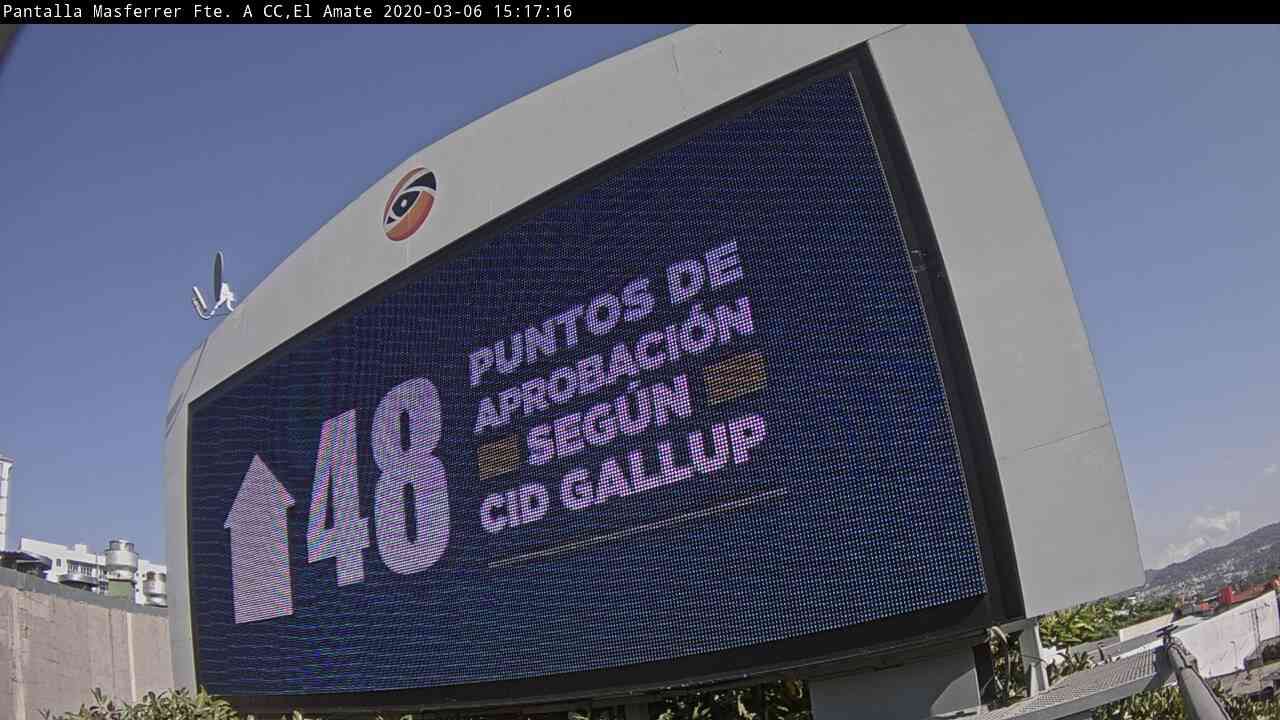 Pantalla Masferrer Fte. A CC,El Amate 2020-03-06 15:17:16
48
PUNTOS DE
APROBACIÓN
SEGÚN
CID GALLUP